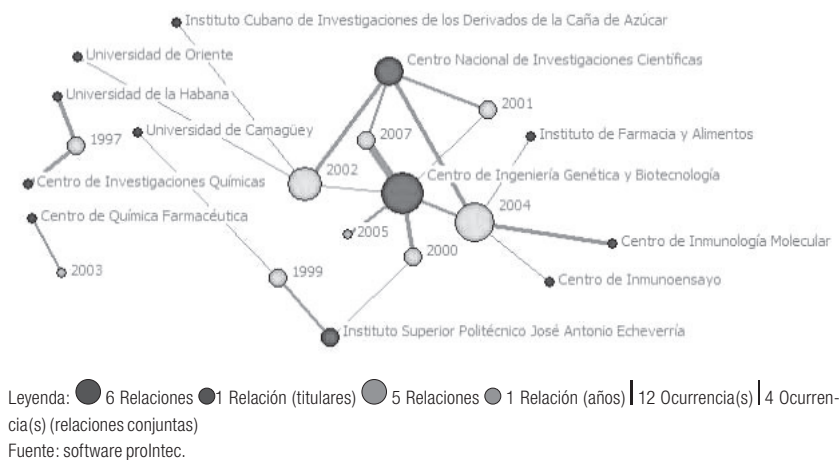 Instituto Cubano de Investigaciones de los Derivados de la Caña de Azúcar
Universidad de Oriente
Centro Nacional de Investigaciones Científicas
Universidad de la Habana
2001
1997
Universidad de Camagüey
2007
Instituto de Farmacia y Alimentos
2002
Centro de Ingeniería Genética y Biotecnología
Centro de Investigaciones Químicas
2004
Centro de Química Farmacéutica
2005
Centro de Inmunología Molecular
2000
2003
1999
Centro de Inmunoensayo
Instituto Superior Politécnico José Antonio Echeverría
Leyenda: 6 Relaciones 1 Relación (titulares) 5 Relaciones 1 Relación (años) 12 Ocurrencia(s) 4 Ocurren-
cia(s) (relaciones conjuntas)
Fuente: software proIntec.